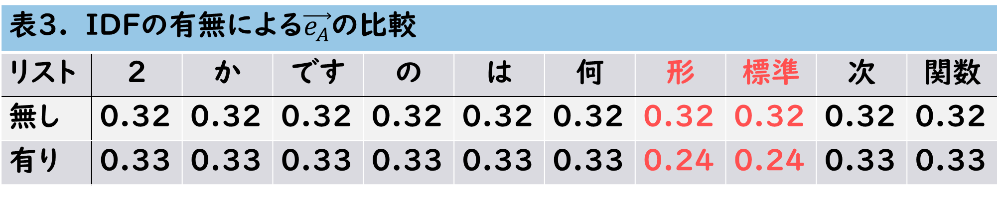 表3. IDFの有無による$\overrightarrow{e_A}$の比較
リスト 2 か です の は 何 形 標準 次 関数
無し 0.32 0.32 0.32 0.32 0.32 0.32 0.32 0.32 0.32 0.32
有り 0.33 0.33 0.33 0.33 0.33 0.33 0.24 0.24 0.33 0.33